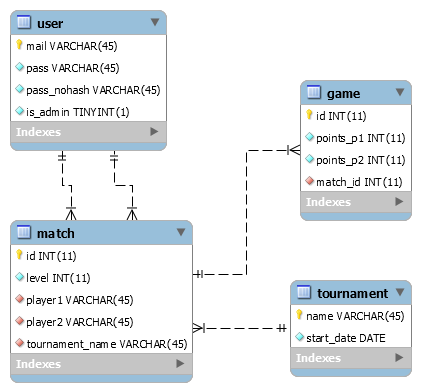 user
mail VARCHAR(45)
pass VARCHAR(45)
pass_nohash VARCHAR(45)
is_admin TINYINT(1)
Indexes
game
id INT(11)
points_p1 INT(11)
points_p2 INT(11)
match_id INT(11)
Indexes
match
id INT(11)
level INT(11)
player1 VARCHAR(45)
player2 VARCHAR(45)
tournament_name VARCHAR(45)
Indexes
tournament
name VARCHAR(45)
start_date DATE
Indexes